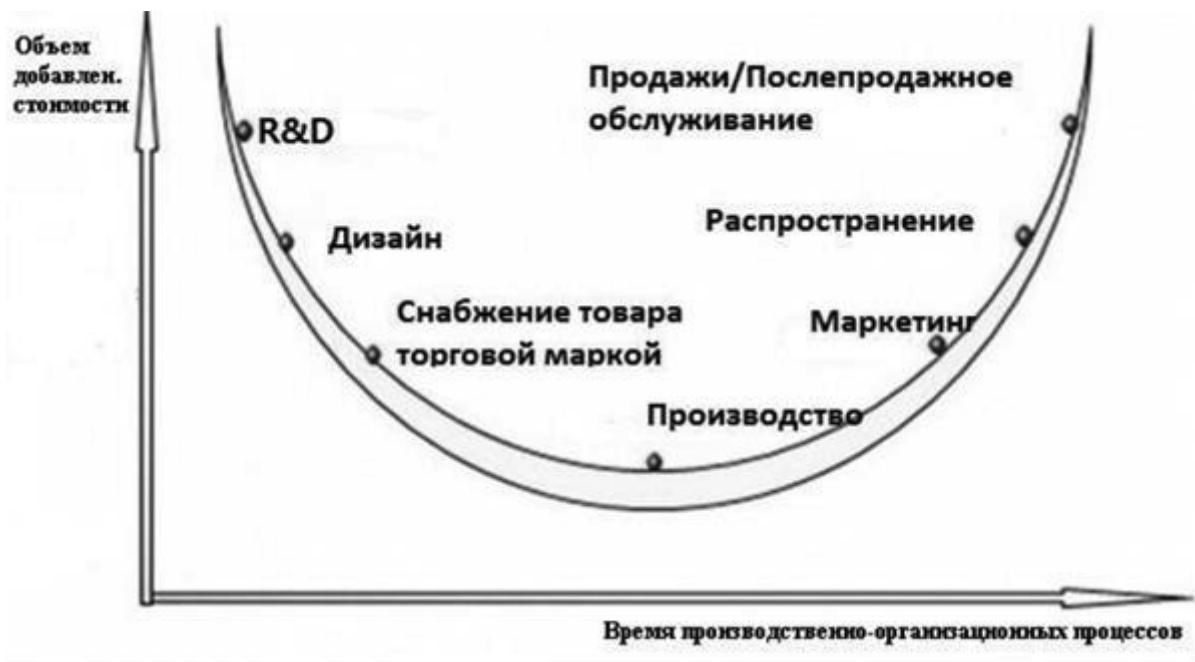 Объем
добавлен.
стоимости
Продажи/Послепродажное
обслуживание
R&D
Распространение
Дизайн
Снабжение товара
торговой маркой
Маркетинг
Производство
Время производственно-организационных процессов